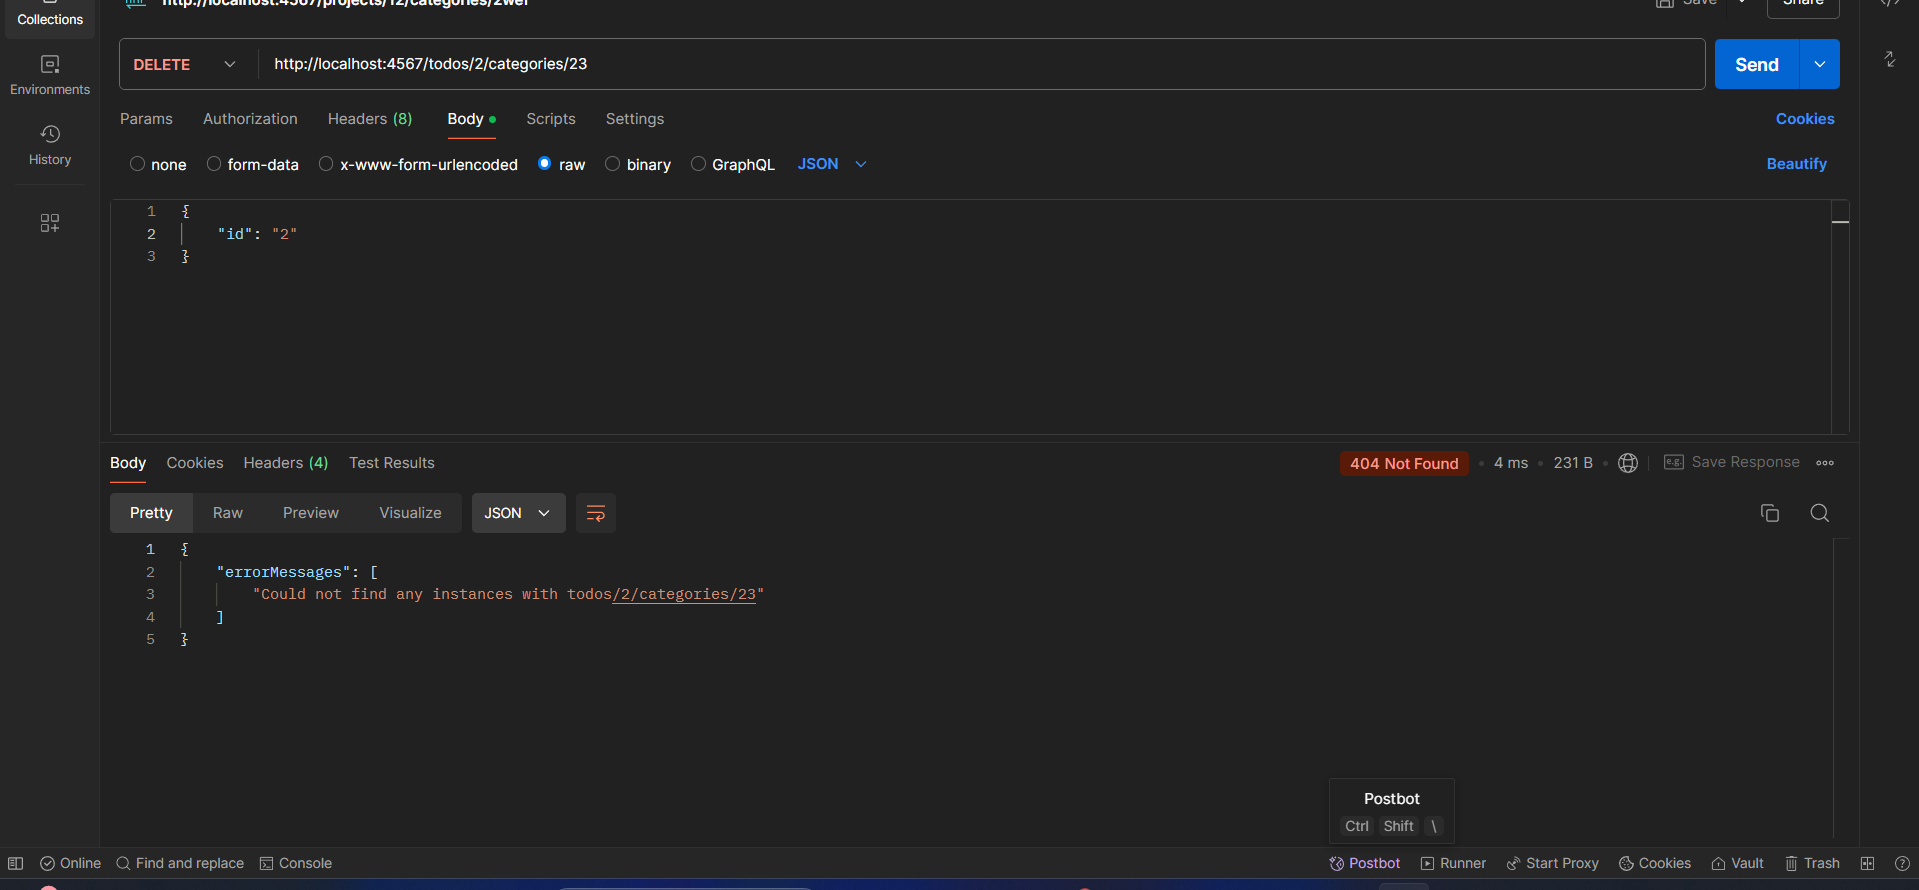 http://localhost:4567/projects/12/categories/2wer
Save
Share
Collections
Environments
History
DELETE
http://localhost:4567/todos/2/categories/23
Send
Params Authorization Headers (8) Body Scripts Settings Cookies
none form-data x-www-form-urlencoded raw binary GraphQL JSON Beautify
1 {
2 "id": "2"
3 }
Body Cookies Headers (4) Test Results 404 Not Found 4 ms 231 B e.g. Save Response
Pretty Raw Preview Visualize JSON
1 {
2 "errorMessages": [
3 "Could not find any instances with todos/2/categories/23"
4 ]
5 }
Postbot
Ctrl Shift \
Online Find and replace Console Postbot Runner Start Proxy Cookies Vault Trash